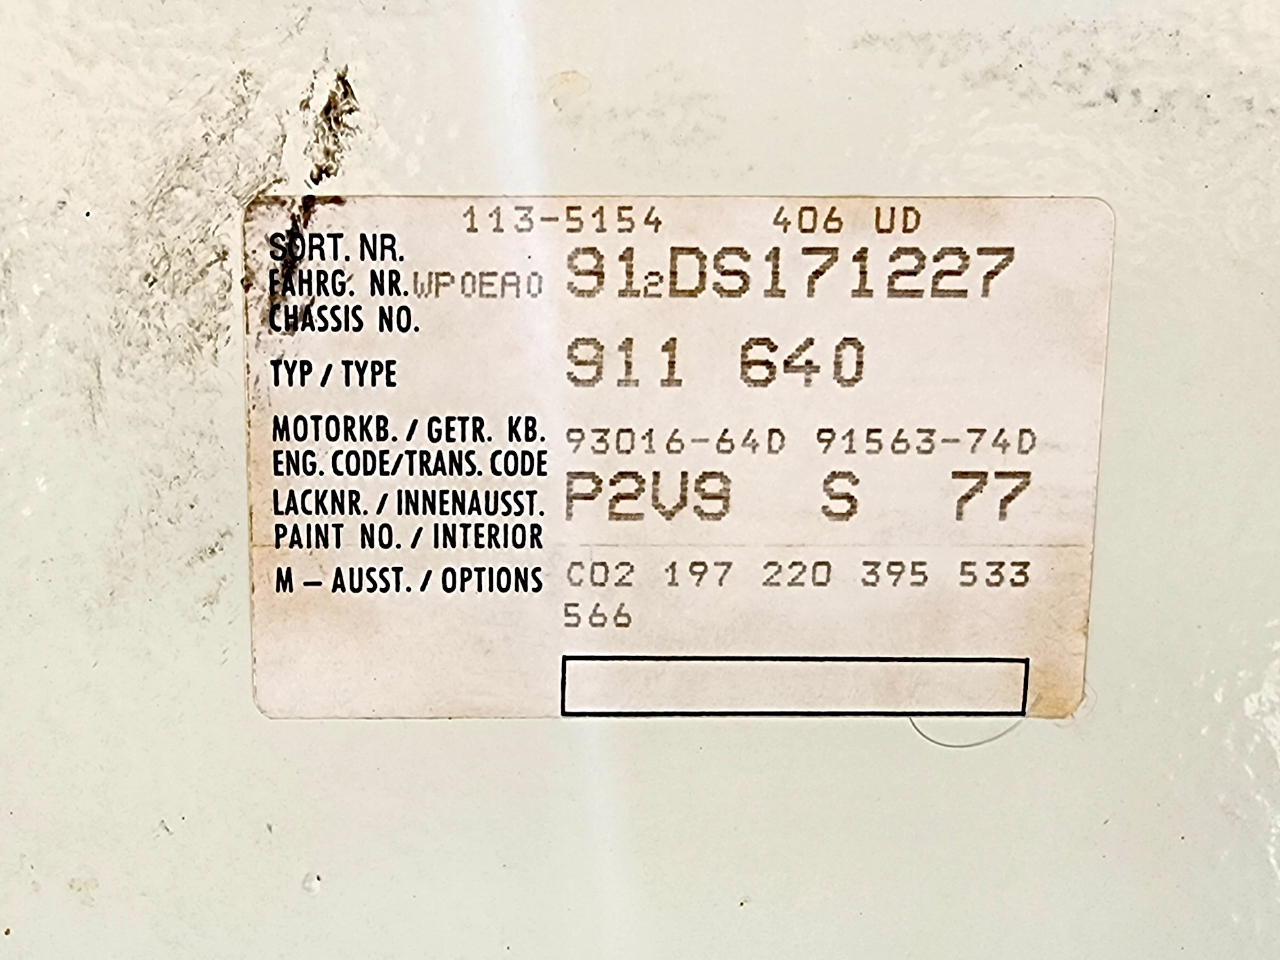 113-5154 406 UD
SORT. NR.
FAHRG. NR. WP0EA0 912DS171227
CHASSIS NO.
TYP / TYPE 911 640
MOTORKB. / GETR. KB. 93016-64D 91563-74D
ENG. CODE/TRANS. CODE
LACKNR. / INNENAUSST. P2V9 S 77
PAINT NO. / INTERIOR
M – AUSST. / OPTIONS C02 197 220 395 533
566